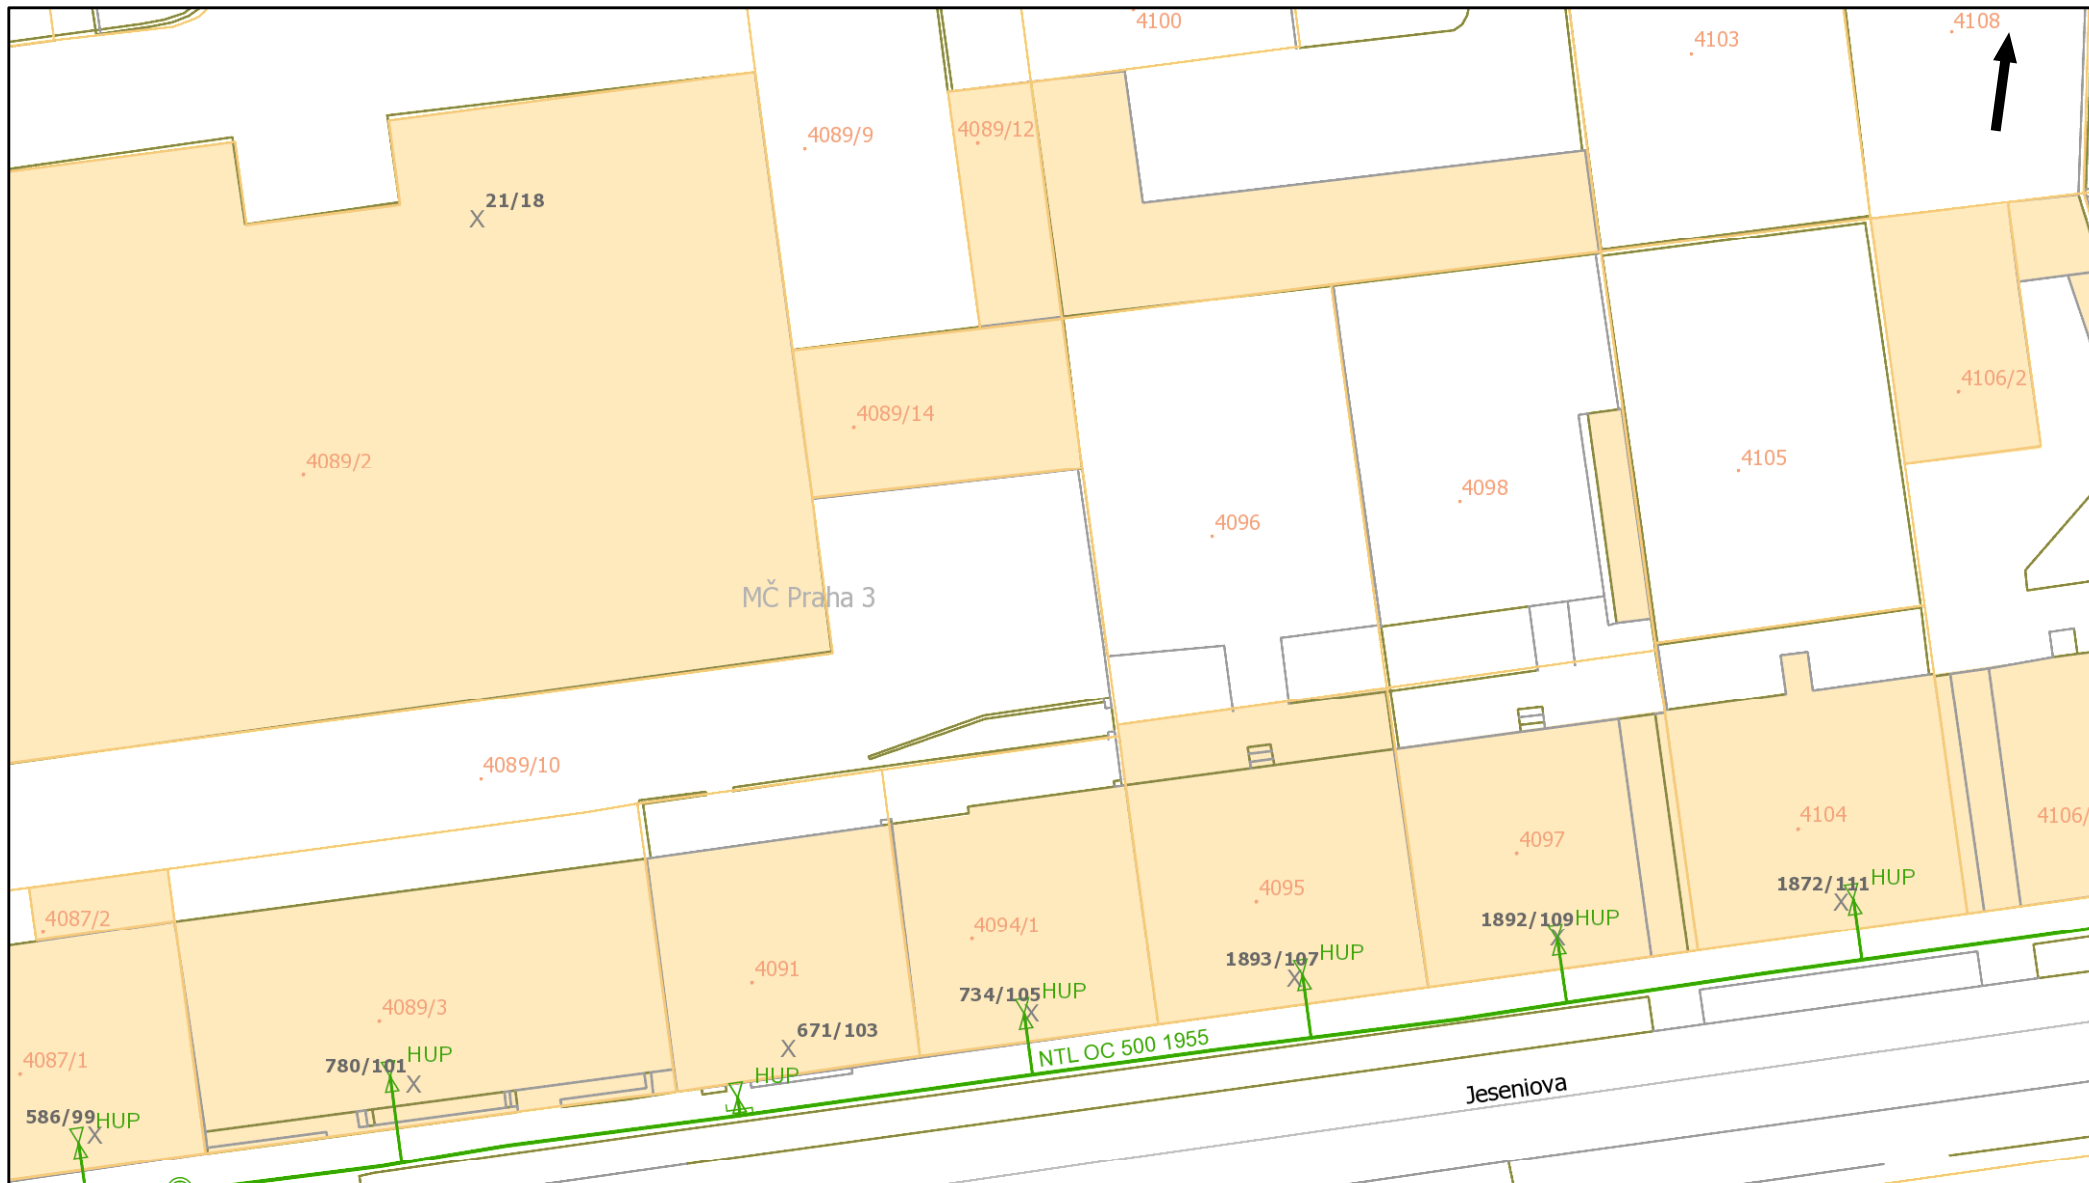 4100
4103
4108
4089/9
4089/12
21/18
4106/2
4089/14
4105
4089/2
4098
4096
MČ Praha 3
4089/10
4104
4106/
4097
1872/111 HUP
4095
4087/2
4094/1
1892/109 HUP
4091
1893/107 HUP
734/105 HUP
4089/3
671/103
NTL OC 500 1955
4087/1
780/101 HUP
HUP
Jeseniova
586/99 HUP